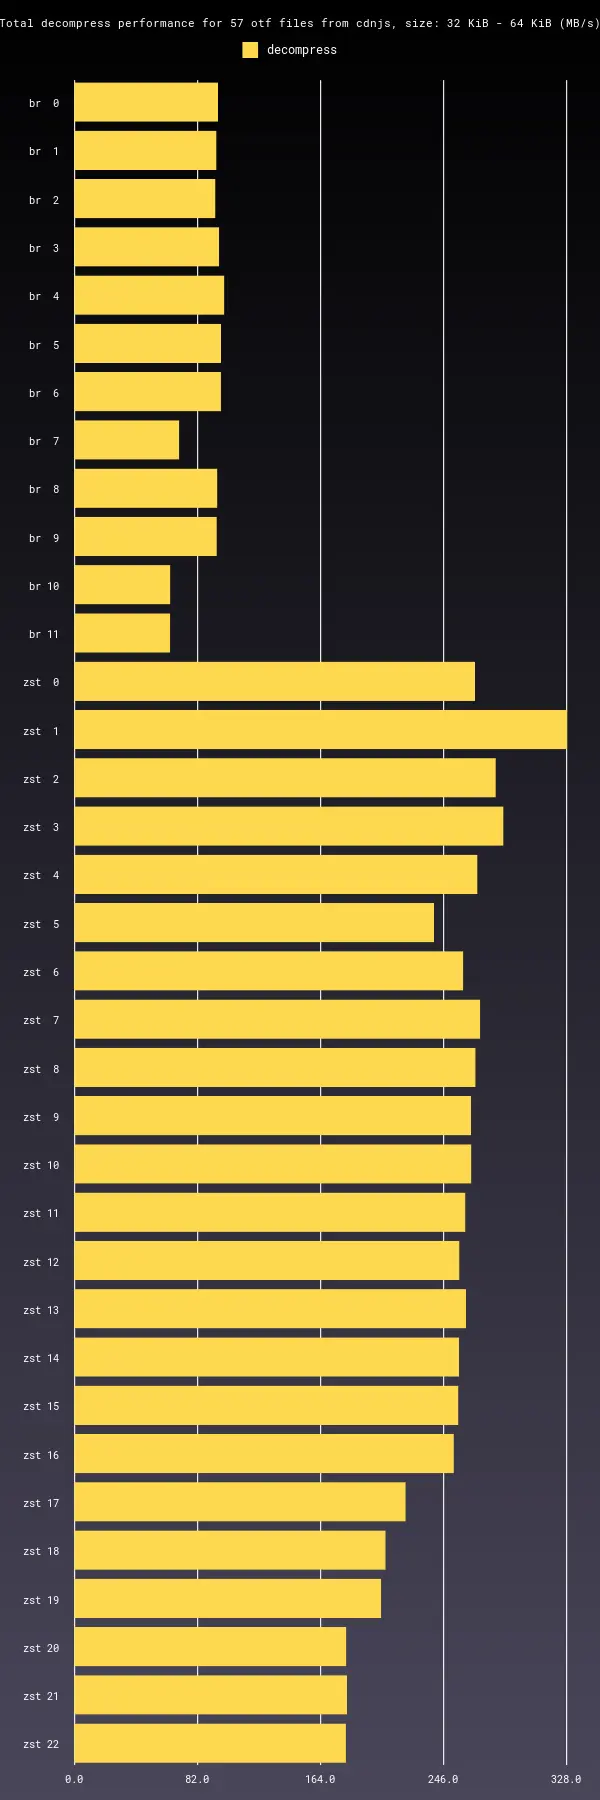 Total decompress performance for 57 otf files from cdnjs, size: 32 KiB - 64 KiB (MB/s)
decompress
br 0
br 1
br 2
br 3
br 4
br 5
br 6
br 7
br 8
br 9
br 10
br 11
zst 0
zst 1
zst 2
zst 3
zst 4
zst 5
zst 6
zst 7
zst 8
zst 9
zst 10
zst 11
zst 12
zst 13
zst 14
zst 15
zst 16
zst 17
zst 18
zst 19
zst 20
zst 21
zst 22
0.0 82.0 164.0 246.0 328.0